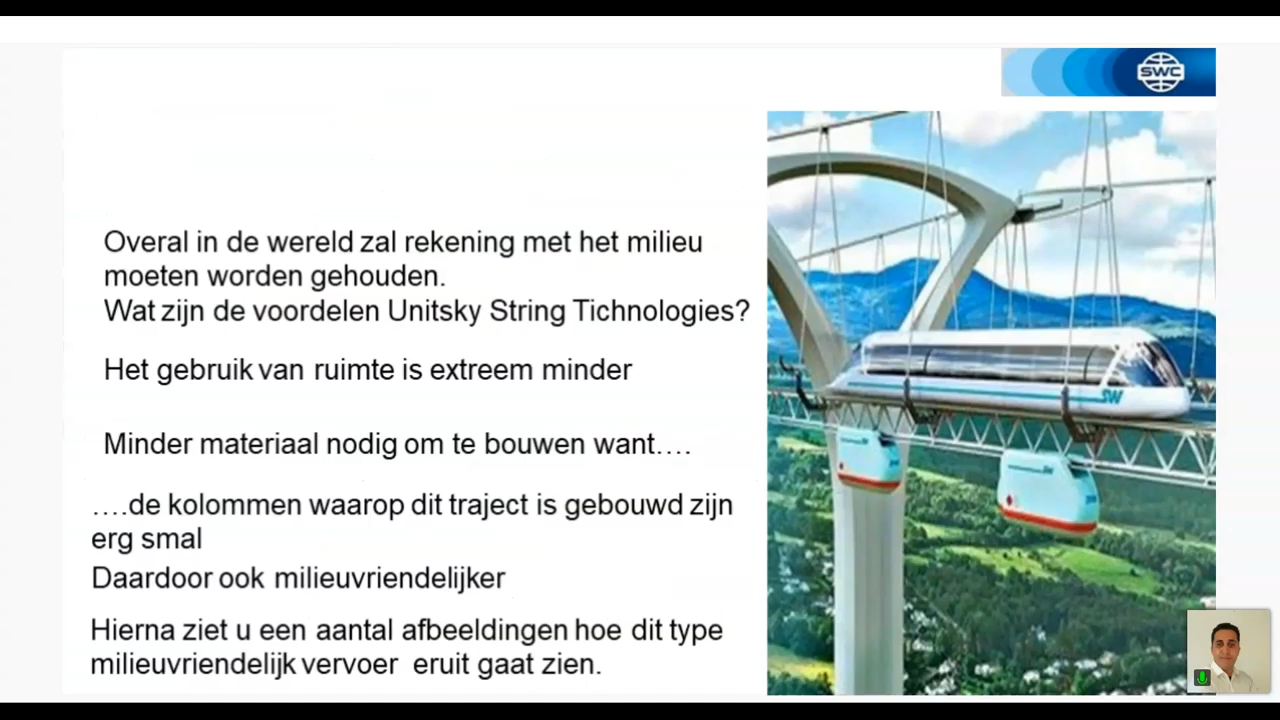 SWC
Overal in de wereld zal rekening met het milieu
moeten worden gehouden.
Wat zijn de voordelen Unitsky String Tichnologies?
Het gebruik van ruimte is extreem minder
Minder materiaal nodig om te bouwen want....
....de kolommen waarop dit traject is gebouwd zijn
erg smal
Daardoor ook milieuvriendelijker
Hierna ziet u een aantal afbeeldingen hoe dit type
milieuvriendelijk vervoer eruit gaat zien.
SW